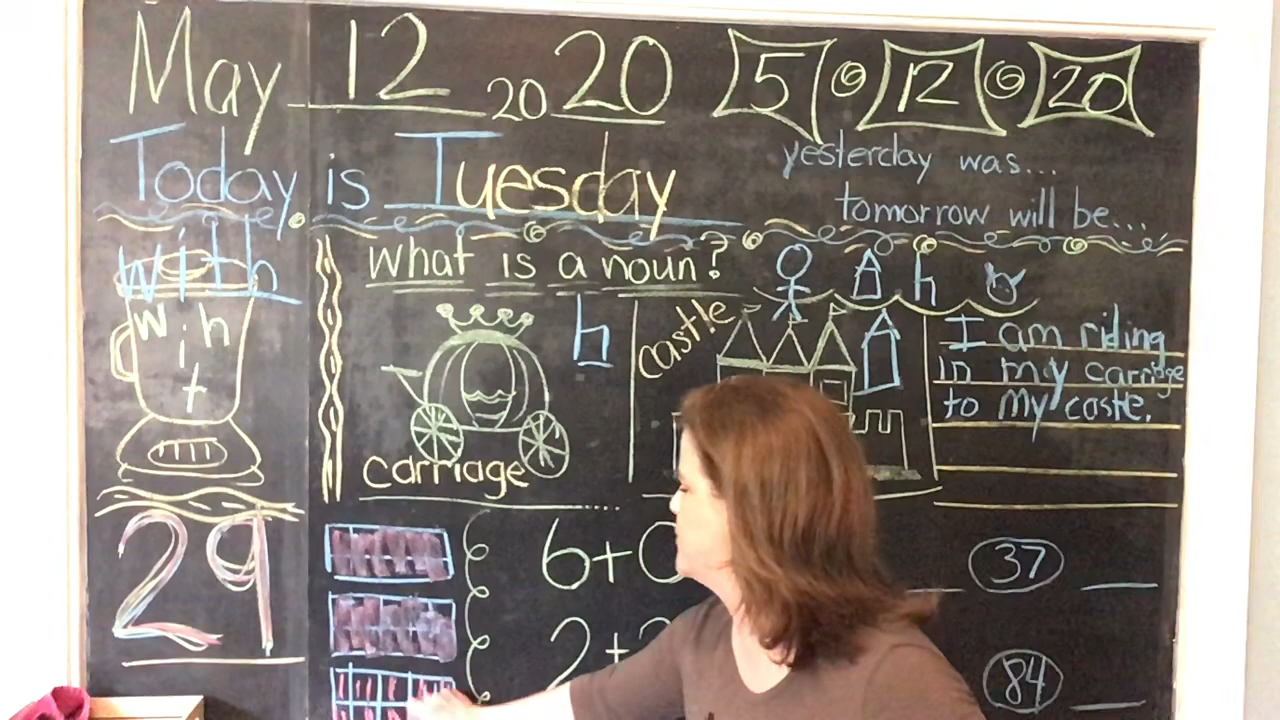 May 12 2020 5 12 20
Today is Tuesday
yesterday was...
tomorrow will be...
with
w i t h
What is a noun?
carriage
castle
I am riding
in my carriage
to my caste.
29
6+0
2+
37
84